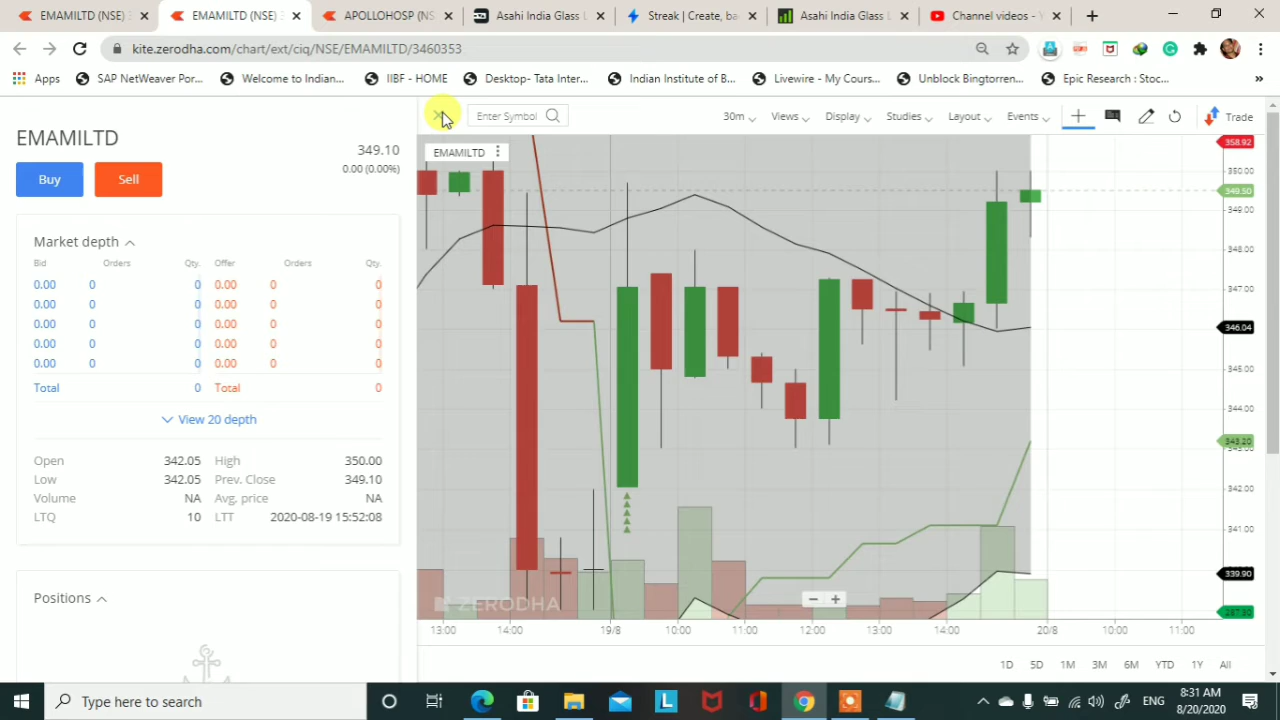 EMAMILTD (NSE) 3
EMAMILTD (NSE) 3
APOLLOHOSP (NS
Asahi India Glass L
Streak | Create, ba
Asahi India Glass L
Channel videos - Y
kite.zerodha.com/chart/ext/ciq/NSE/EMAMILTD/3460353
Apps
SAP NetWeaver Por...
Welcome to Indian...
IIBF - HOME
Desktop- Tata Inter...
Indian Institute of B...
Livewire - My Cours...
Unblock Bingtorren...
Epic Research : Stoc...
»
EMAMILTD
349.10
0.00 (0.00%)
Buy
Sell
Enter Symbol
30m
Views
Display
Studies
Layout
Events
Trade
EMAMILTD
Market depth
Bid Orders Qty. Offer Orders Qty.
0.00 0 0 0.00 0 0
0.00 0 0 0.00 0 0
0.00 0 0 0.00 0 0
0.00 0 0 0.00 0 0
0.00 0 0 0.00 0 0
Total 0 Total 0
View 20 depth
Open 342.05 High 350.00
Low 342.05 Prev. Close 349.10
Volume NA Avg. price NA
LTQ 10 LTT 2020-08-19 15:52:08
Positions
358.92
350.00
349.50
349.00
348.00
347.00
346.04
345.00
344.00
343.20
342.00
341.00
339.90
ZERODHA
13:00 14:00 19/8 10:00 11:00 12:00 13:00 14:00 20/8 10:00 11:00
1D 5D 1M 3M 6M YTD 1Y All
Type here to search
L
ENG
8:31 AM
8/20/2020